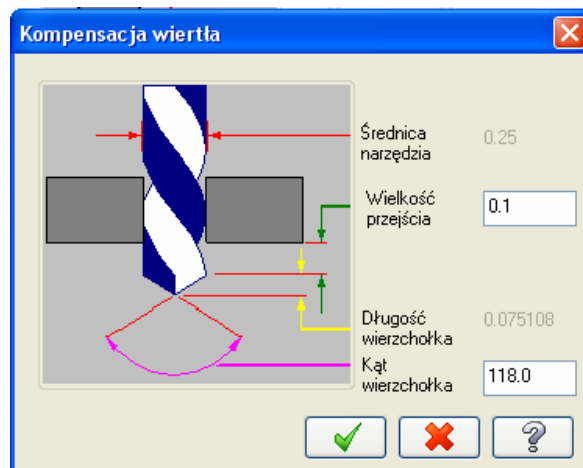 Kompensacja wiertła
Średnica
narzędzia
0.25
Wielkość
przejścia
0.1
Długość
wierzchołka
0.075108
Kąt
wierzchołka
118.0
?